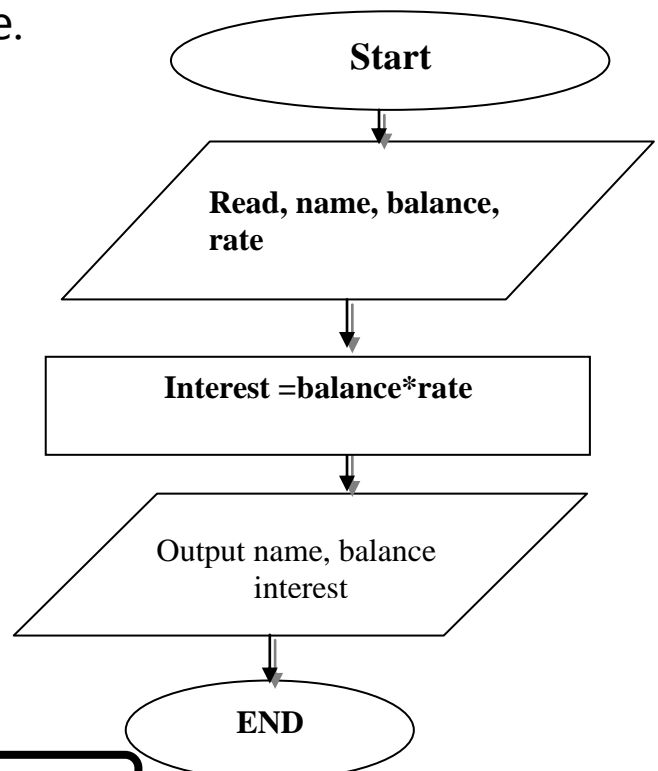 e.
Start
Read, name, balance,
rate
Interest =balance*rate
Output name, balance
interest
END